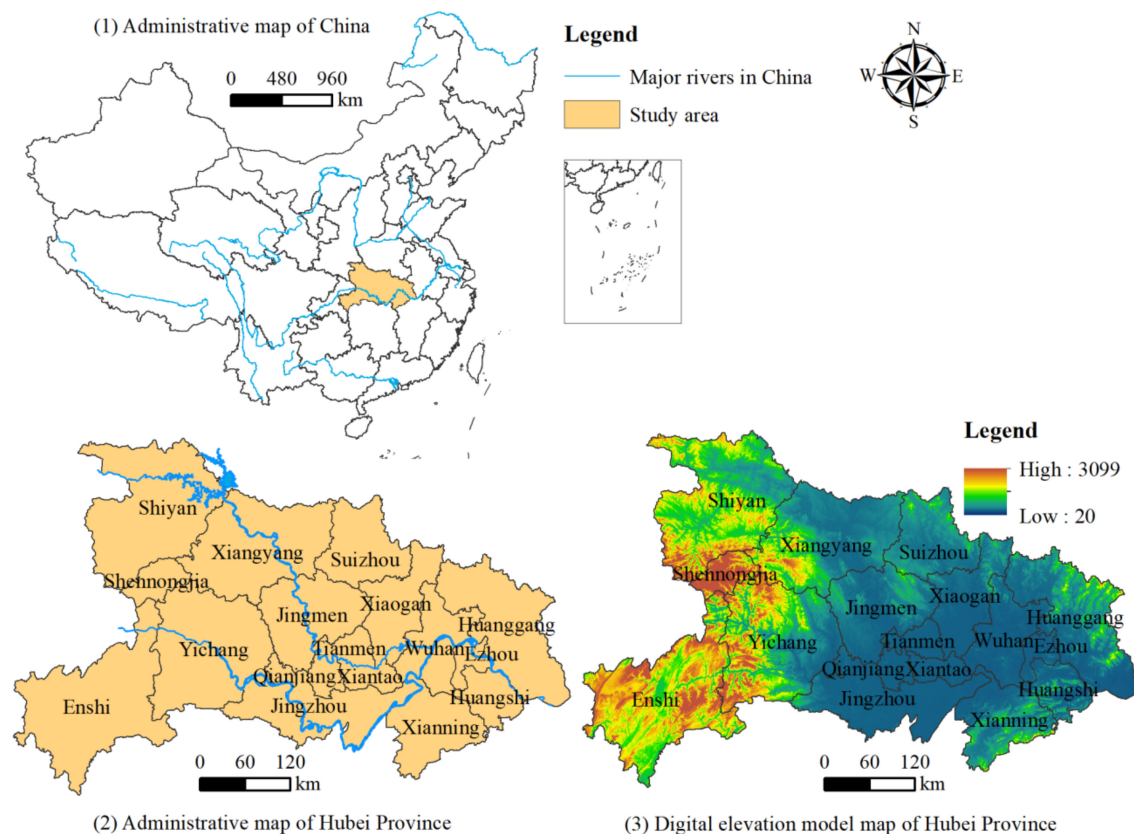 (1) Administrative map of China
0 480 960
km
Legend
Major rivers in China
Study area
N
W E
S
Shiyan
Xiangyang
Suizhou
Shennongjia
Jingmen
Xiaogan
Huanggang
Yichang
Tianmen
Wuhan
Ezhou
Qianjiang
Xiantao
Enshi
Jingzhou
Huangshi
Xianning
0 60 120
km
(2) Administrative map of Hubei Province
Legend
High : 3099
Low : 20
Shiyan
Xiangyang
Suizhou
Shennongjia
Jingmen
Xiaogan
Huanggang
Yichang
Tianmen
Wuhan
Ezhou
Qianjiang
Xiantao
Enshi
Jingzhou
Huangshi
Xianning
0 60 120
km
(3) Digital elevation model map of Hubei Province